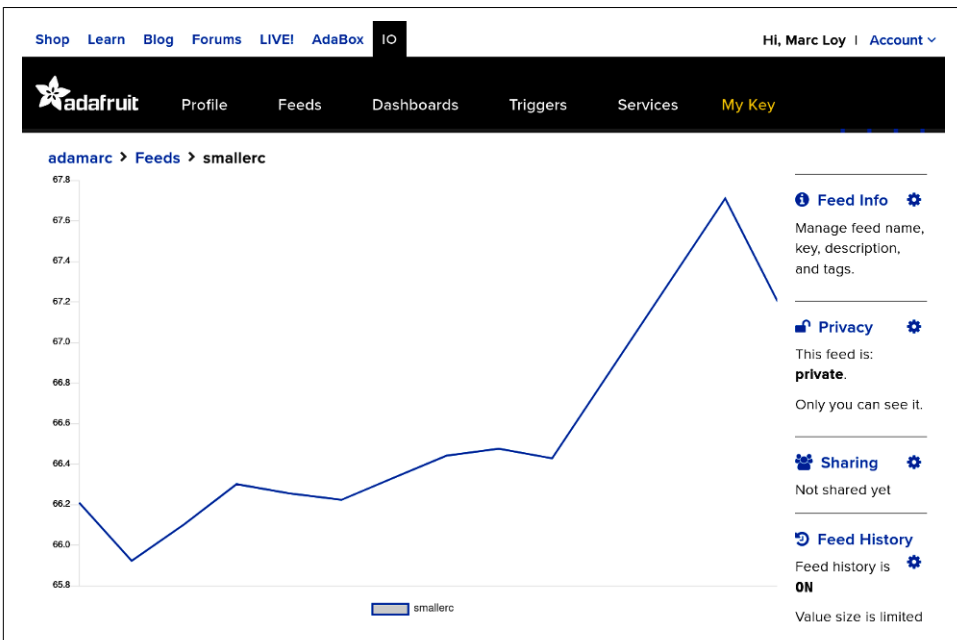 Shop Learn Blog Forums LIVE! AdaBox IO Hi, Marc Loy | Account
adafruit Profile Feeds Dashboards Triggers Services My Key
adamarc > Feeds > smallerc
67.8
67.6
67.4
67.2
67.0
66.8
66.6
66.4
66.2
66.0
65.8
smallerc
Feed Info
Manage feed name,
key, description,
and tags.
Privacy
This feed is:
private.
Only you can see it.
Sharing
Not shared yet
Feed History
Feed history is
ON
Value size is limited